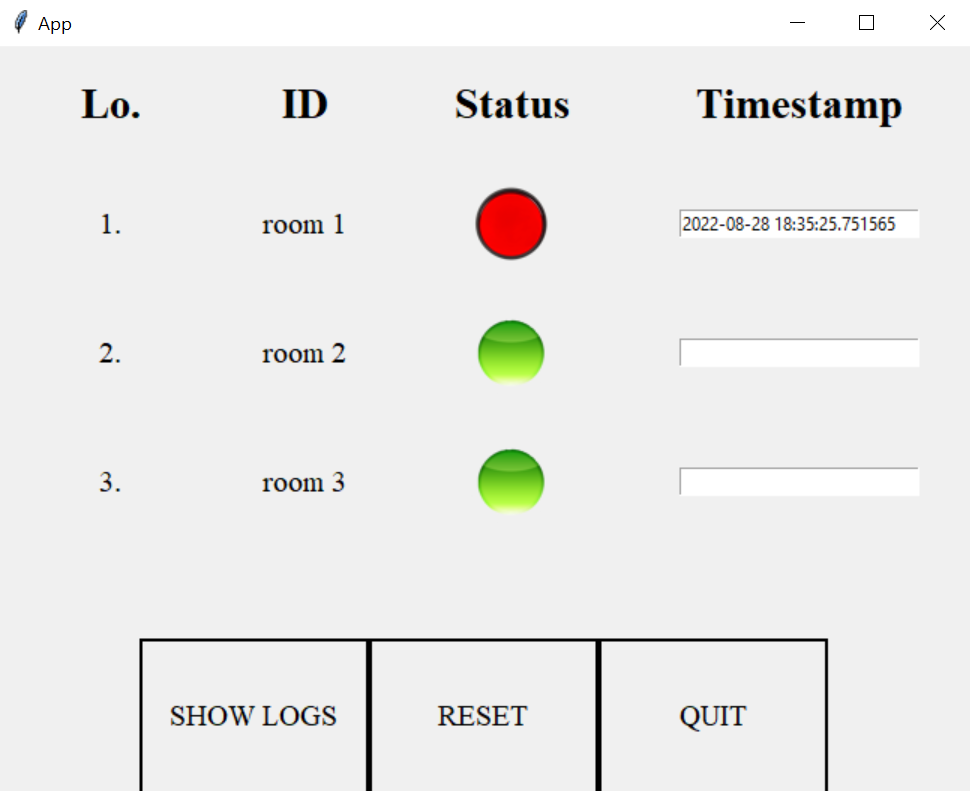 App
Lo. ID Status Timestamp
1. room 1 2022-08-28 18:35:25.751565
2. room 2
3. room 3
SHOW LOGS RESET QUIT